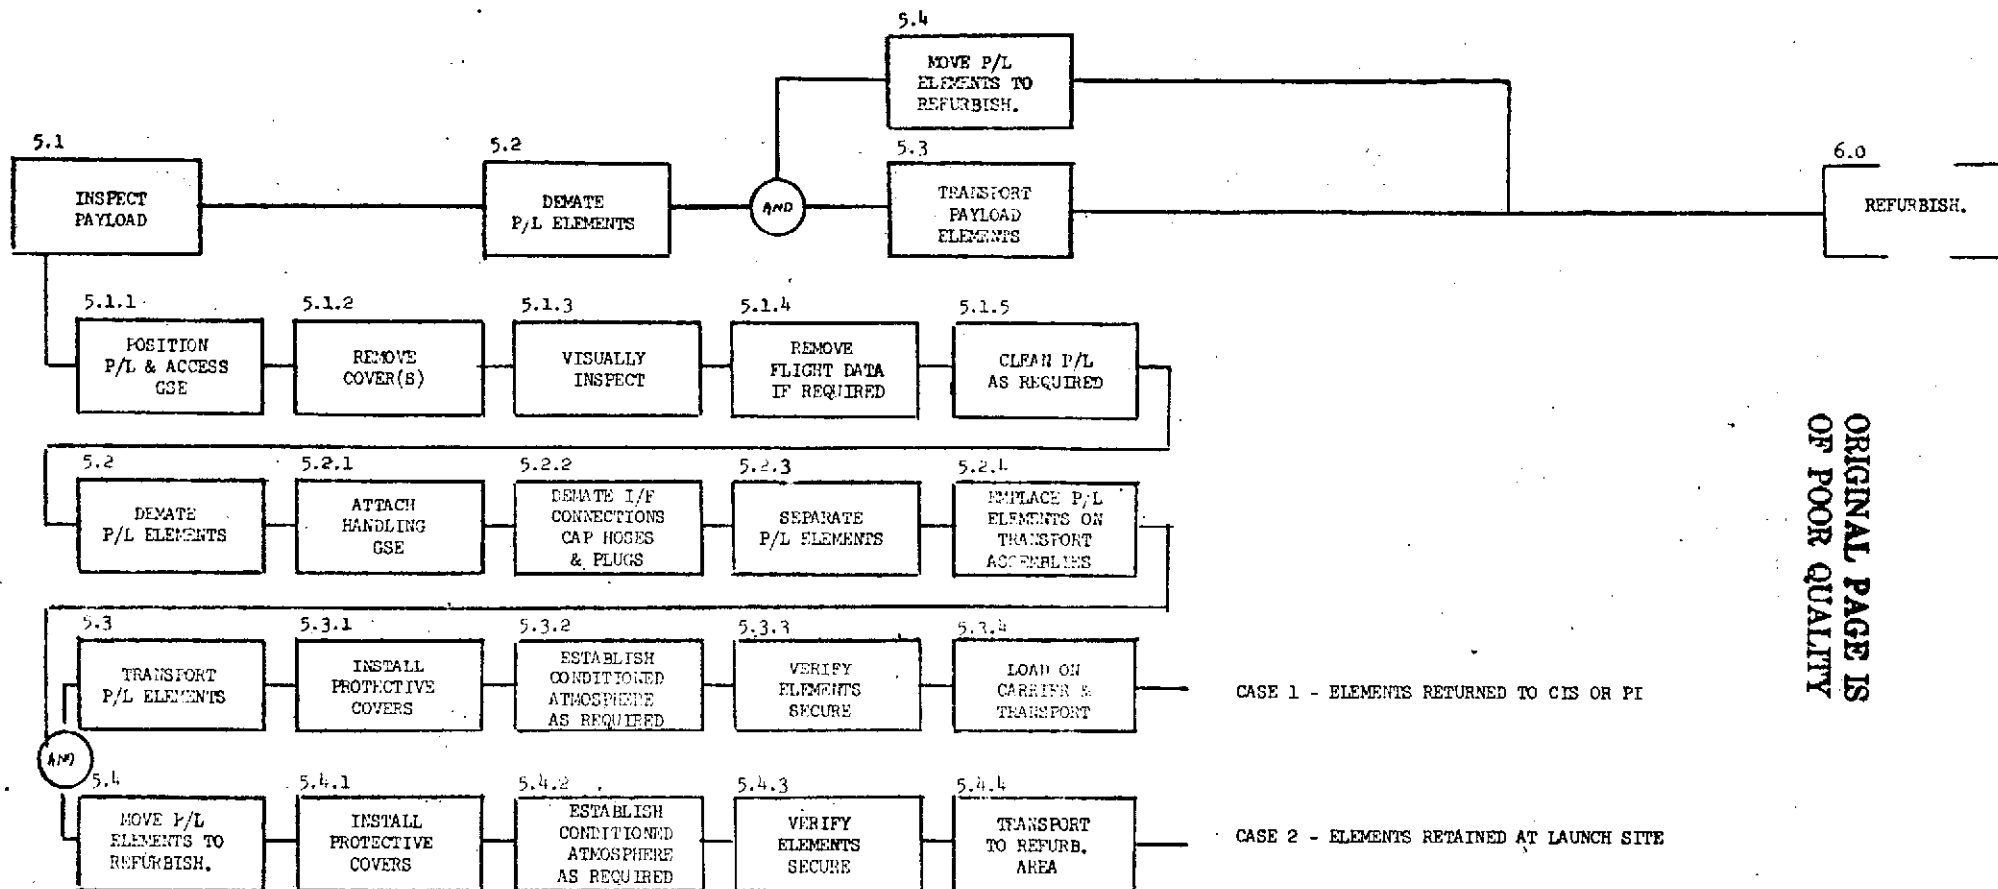 5.4
MOVE P/L
ELEMENTS TO
REFURBISH.
5.1
INSPECT
PAYLOAD
5.2
DEMATE
P/L ELEMENTS
AND
5.3
TRANSPORT
PAYLOAD
ELEMENTS
6.0
REFURBISH.
5.1.1
POSITION
P/L & ACCESS
GSE
5.1.2
REMOVE
COVER(S)
5.1.3
VISUALLY
INSPECT
5.1.4
REMOVE
FLIGHT DATA
IF REQUIRED
5.1.5
CLEAN P/L
AS REQUIRED
5.2
DEMATE
P/L ELEMENTS
5.2.1
ATTACH
HANDLING
GSE
5.2.2
DEMATE I/F
CONNECTIONS
CAP HOSES
& PLUGS
5.2.3
SEPARATE
P/L ELEMENTS
5.2.4
EMPLACE P/L
ELEMENTS ON
TRANSPORT
ASSEMBLIES
5.3
TRANSPORT
P/L ELEMENTS
5.3.1
INSTALL
PROTECTIVE
COVERS
5.3.2
ESTABLISH
CONDITIONED
ATMOSPHERE
AS REQUIRED
5.3.3
VERIFY
ELEMENTS
SECURE
5.3.4
LOAD ON
CARRIER &
TRANSPORT
CASE 1 - ELEMENTS RETURNED TO CIS OR PI
AND
5.4
MOVE P/L
ELEMENTS TO
REFURBISH.
5.4.1
INSTALL
PROTECTIVE
COVERS
5.4.2
ESTABLISH
CONDITIONED
ATMOSPHERE
AS REQUIRED
5.4.3
VERIFY
ELEMENTS
SECURE
5.4.4
TRANSPORT
TO REFURB.
AREA
CASE 2 - ELEMENTS RETAINED AT LAUNCH SITE
ORIGINAL PAGE IS
OF POOR QUALITY